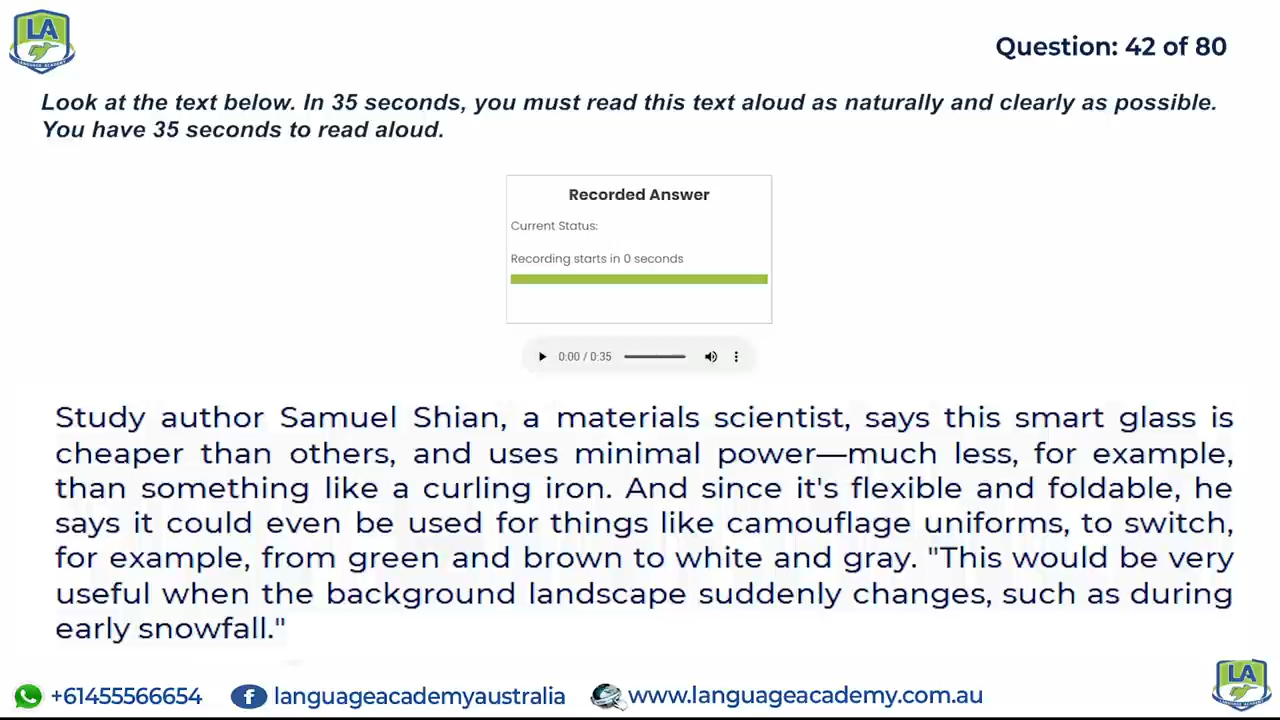 LA
LANGUAGE ACADEMY
Question: 42 of 80
Look at the text below. In 35 seconds, you must read this text aloud as naturally and clearly as possible.
You have 35 seconds to read aloud.
Recorded Answer
Current Status:
Recording starts in 0 seconds
0:00 / 0:35
Study author Samuel Shian, a materials scientist, says this smart glass is
cheaper than others, and uses minimal power—much less, for example,
than something like a curling iron. And since it's flexible and foldable, he
says it could even be used for things like camouflage uniforms, to switch,
for example, from green and brown to white and gray. "This would be very
useful when the background landscape suddenly changes, such as during
early snowfall."
+61455566654 languageacademyaustralia www.languageacademy.com.au
LA